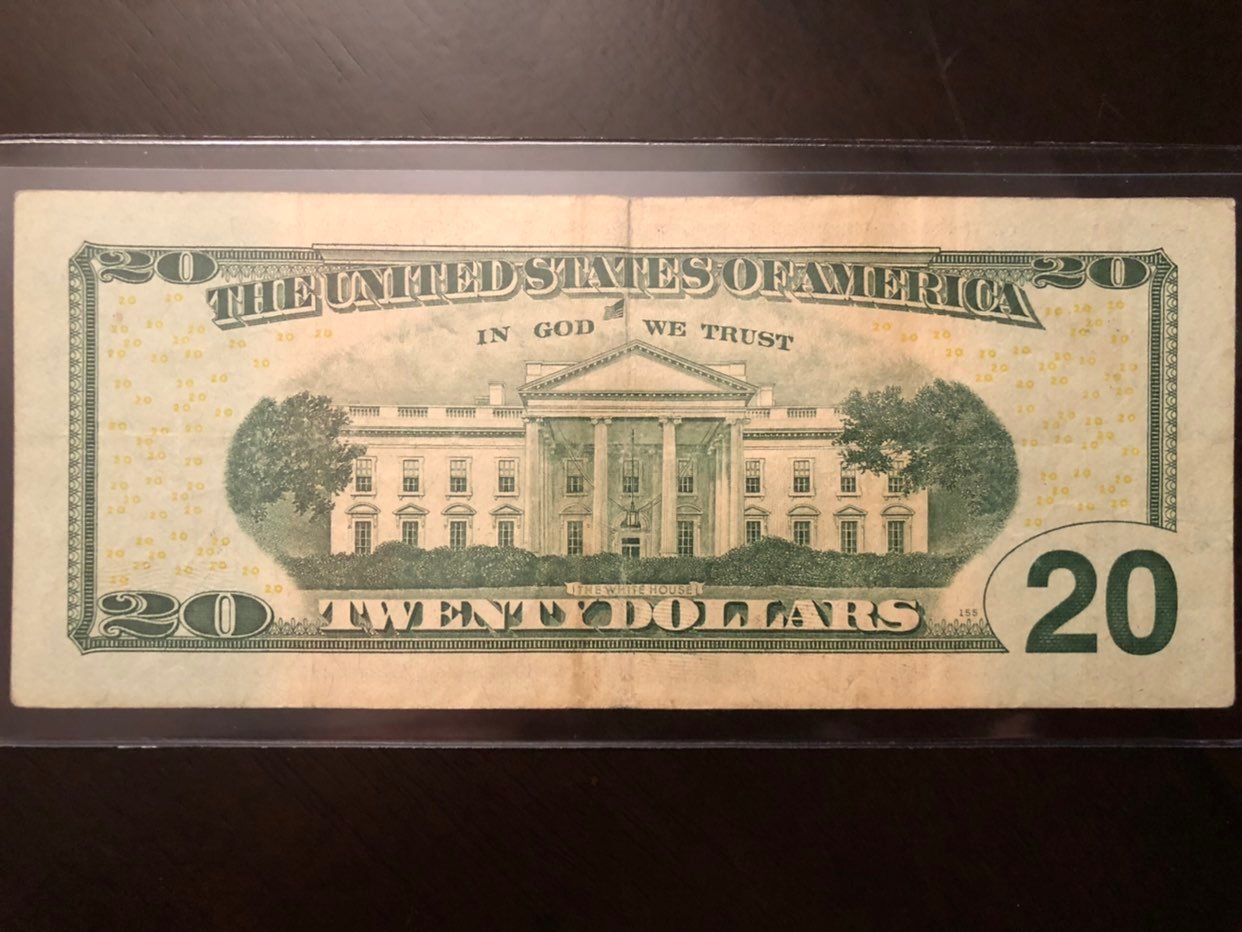 20 20
THE UNITED STATES OF AMERICA
IN GOD WE TRUST
THE WHITE HOUSE
20 TWENTY DOLLARS 155 20